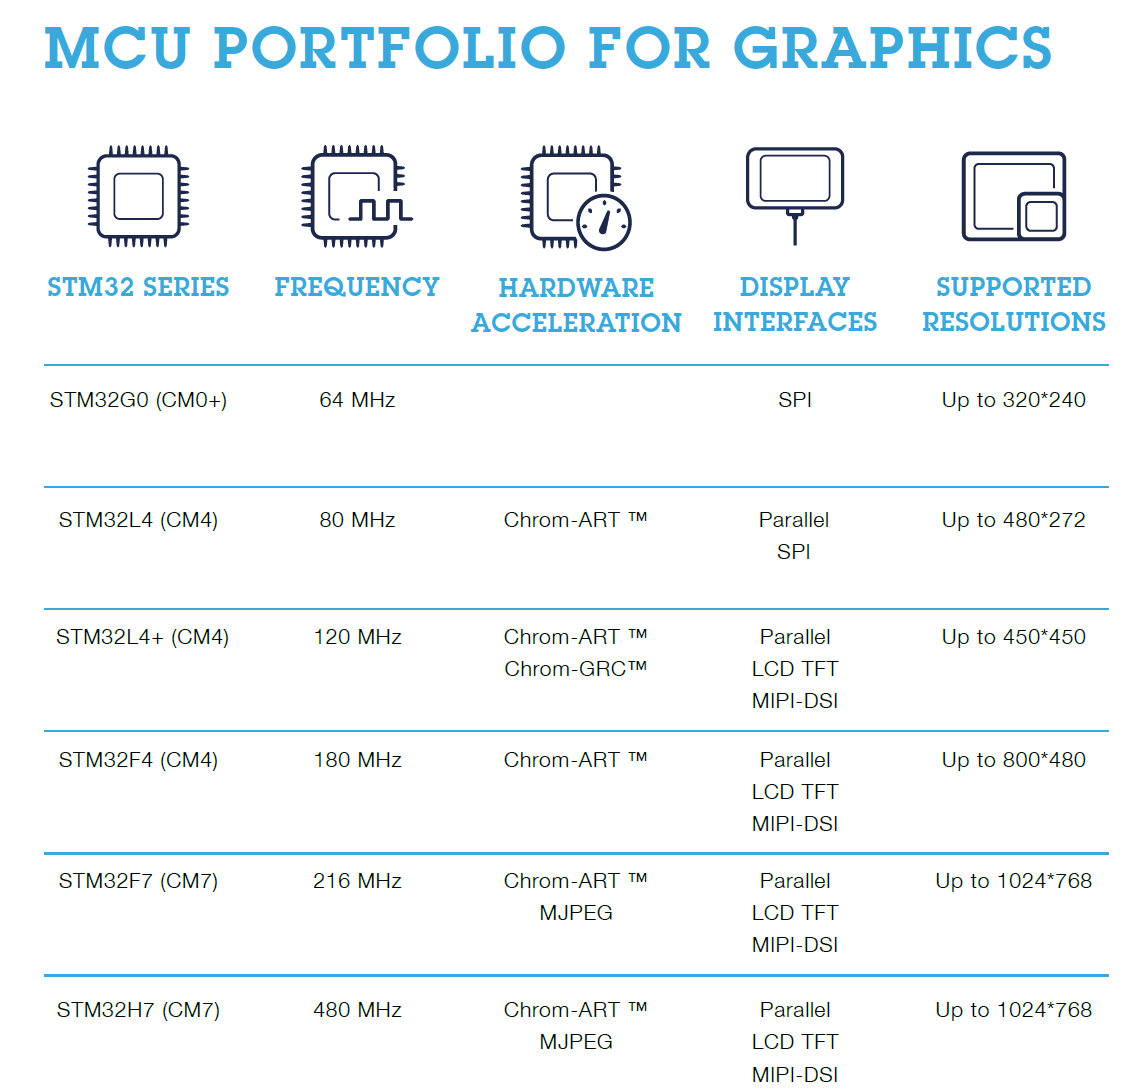 MCU PORTFOLIO FOR GRAPHICS
STM32 SERIES
FREQUENCY
HARDWARE
ACCELERATION
DISPLAY
INTERFACES
SUPPORTED
RESOLUTIONS
STM32G0 (CM0+) 64 MHz SPI Up to 320*240
STM32L4 (CM4) 80 MHz Chrom-ART ™ Parallel Up to 480*272
SPI
STM32L4+ (CM4) 120 MHz Chrom-ART ™ Parallel Up to 450*450
Chrom-GRC™ LCD TFT
MIPI-DSI
STM32F4 (CM4) 180 MHz Chrom-ART ™ Parallel Up to 800*480
LCD TFT
MIPI-DSI
STM32F7 (CM7) 216 MHz Chrom-ART ™ Parallel Up to 1024*768
MJPEG LCD TFT
MIPI-DSI
STM32H7 (CM7) 480 MHz Chrom-ART ™ Parallel Up to 1024*768
MJPEG LCD TFT
MIPI-DSI